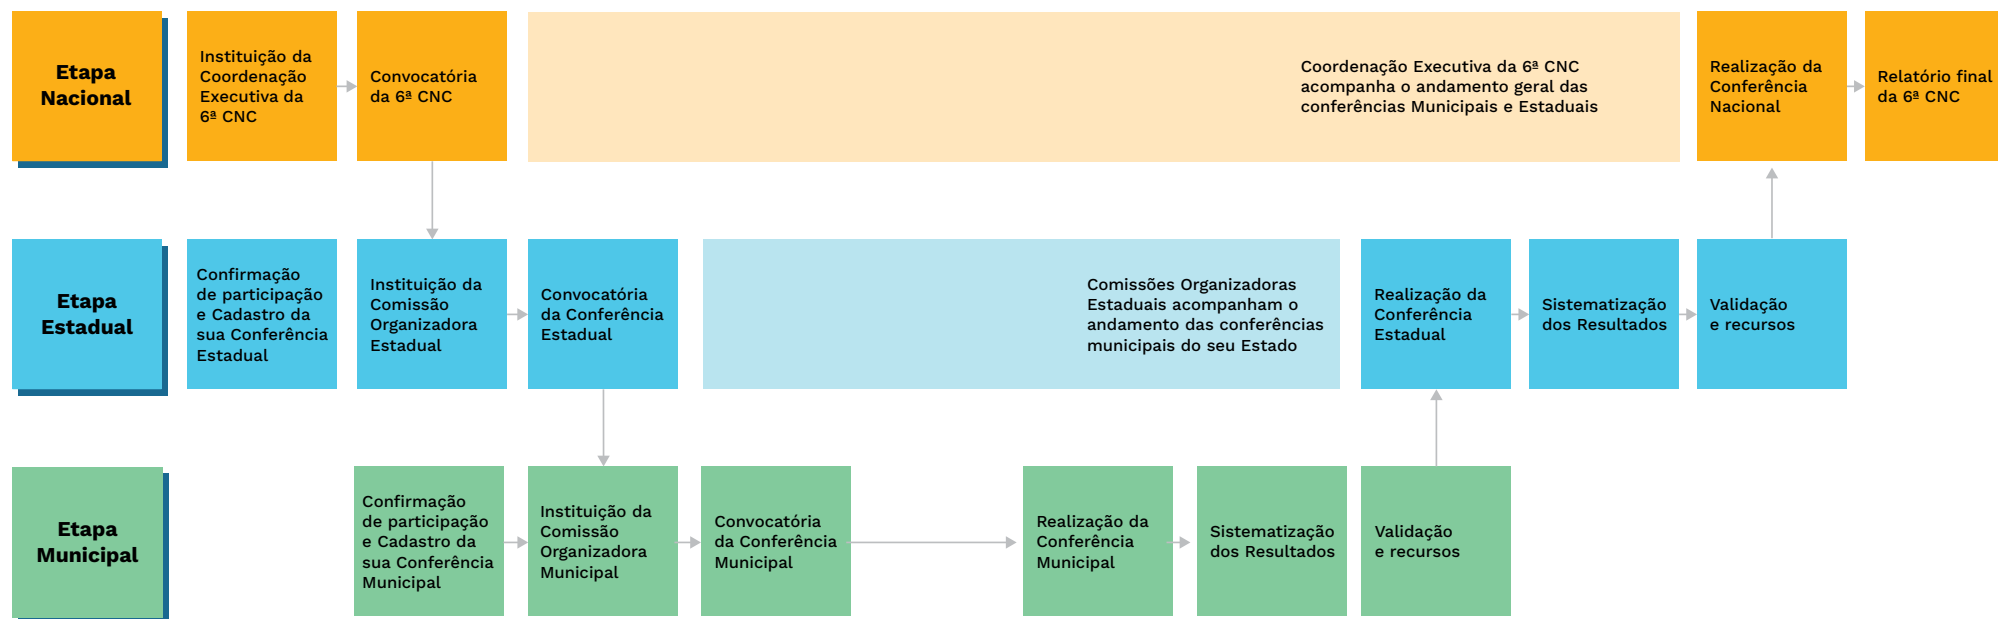 Etapa
Nacional
Instituição da
Coordenação
Executiva da
6ª CNC
Convocatória
da 6ª CNC
Coordenação Executiva da 6ª CNC
acompanha o andamento geral das
conferências Municipais e Estaduais
Realização da
Conferência
Nacional
Relatório final
da 6ª CNC
Etapa
Estadual
Confirmação
de participação
e Cadastro da
sua Conferência
Estadual
Instituição da
Comissão
Organizadora
Estadual
Convocatória
da Conferência
Estadual
Comissões Organizadoras
Estaduais acompanham o
andamento das conferências
municipais do seu Estado
Realização da
Conferência
Estadual
Sistematização
dos Resultados
Validação
e recursos
Etapa
Municipal
Confirmação
de participação
e Cadastro da
sua Conferência
Municipal
Instituição da
Comissão
Organizadora
Municipal
Convocatória
da Conferência
Municipal
Realização da
Conferência
Municipal
Sistematização
dos Resultados
Validação
e recursos